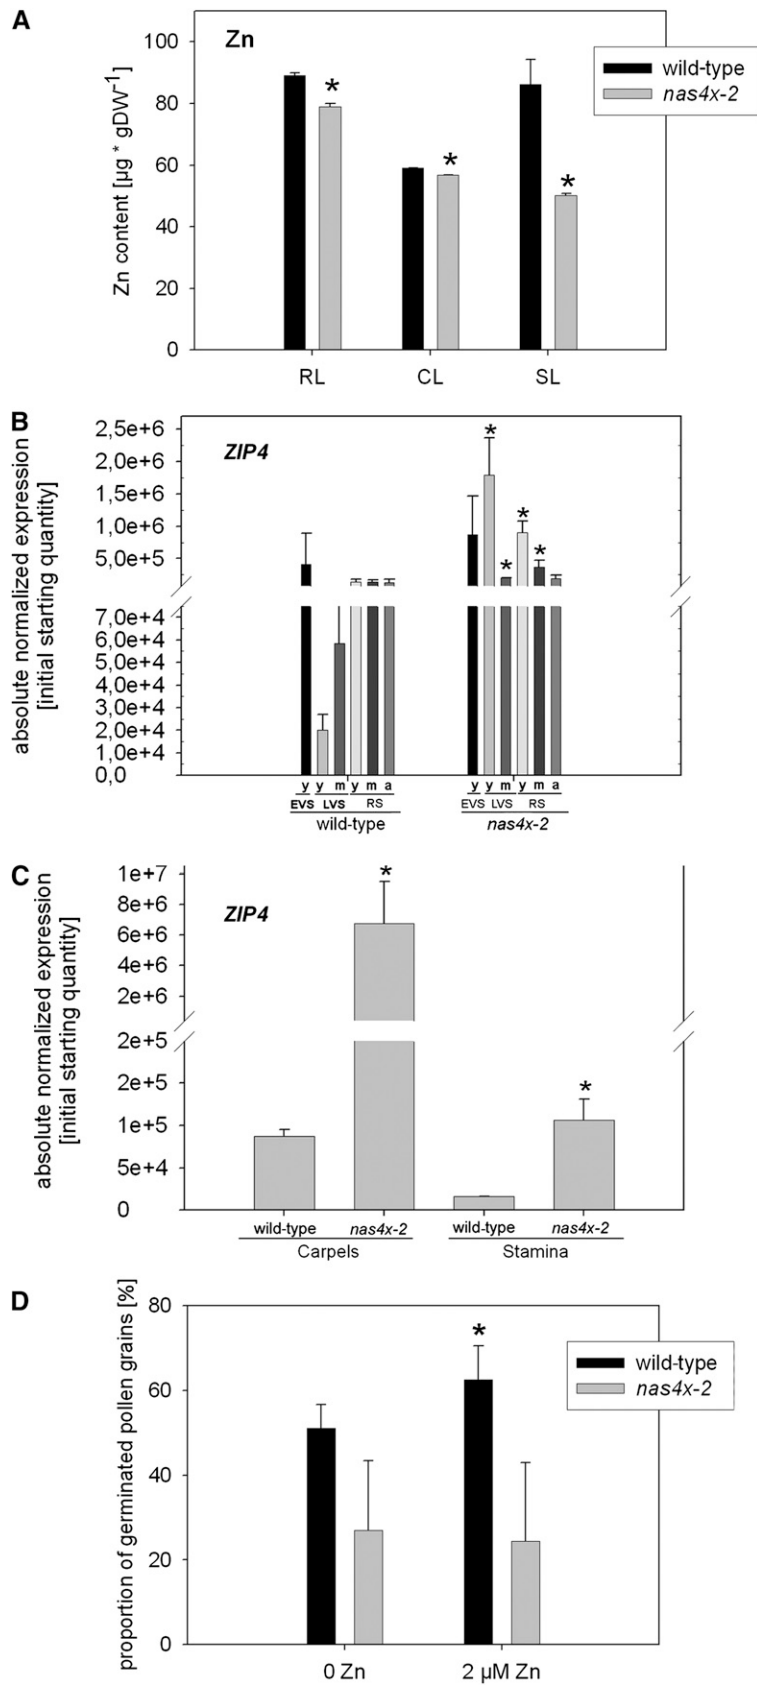 A
Zn
wild-type
nas4x-2
Zn content [µg * gDW⁻¹]
100
80
60
40
20
0
*
*
*
RL CL SL
B
ZIP4
absolute normalized expression
[initial starting quantity]
2,5e+6
2,0e+6
1,5e+6
1,0e+6
5,0e+5
7,0e+4
6,0e+4
5,0e+4
4,0e+4
3,0e+4
2,0e+4
1,0e+4
0,0
*
*
*
*
y y m y m a y y m y m a
EVS LVS RS EVS LVS RS
wild-type nas4x-2
C
ZIP4
absolute normalized expression
[initial starting quantity]
1e+7
8e+6
6e+6
4e+6
2e+6
2e+5
2e+5
1e+5
5e+4
0
*
*
wild-type nas4x-2 wild-type nas4x-2
Carpels Stamina
D
proportion of germinated pollen grains [%]
80
60
40
20
0
*
wild-type
nas4x-2
0 Zn 2 µM Zn